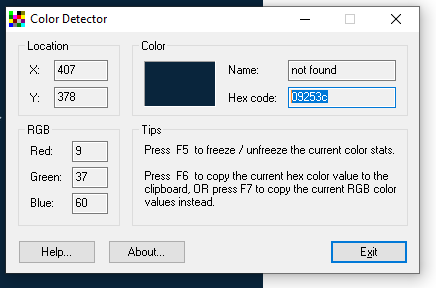 Color Detector
Location
X: 407
Y: 378
Color
Name: not found
Hex code: 09253c
RGB
Red: 9
Green: 37
Blue: 60
Tips
Press F5 to freeze / unfreeze the current color stats.
Press F6 to copy the current hex color value to the
clipboard, OR press F7 to copy the current RGB color
values instead.
Help...
About...
Exit